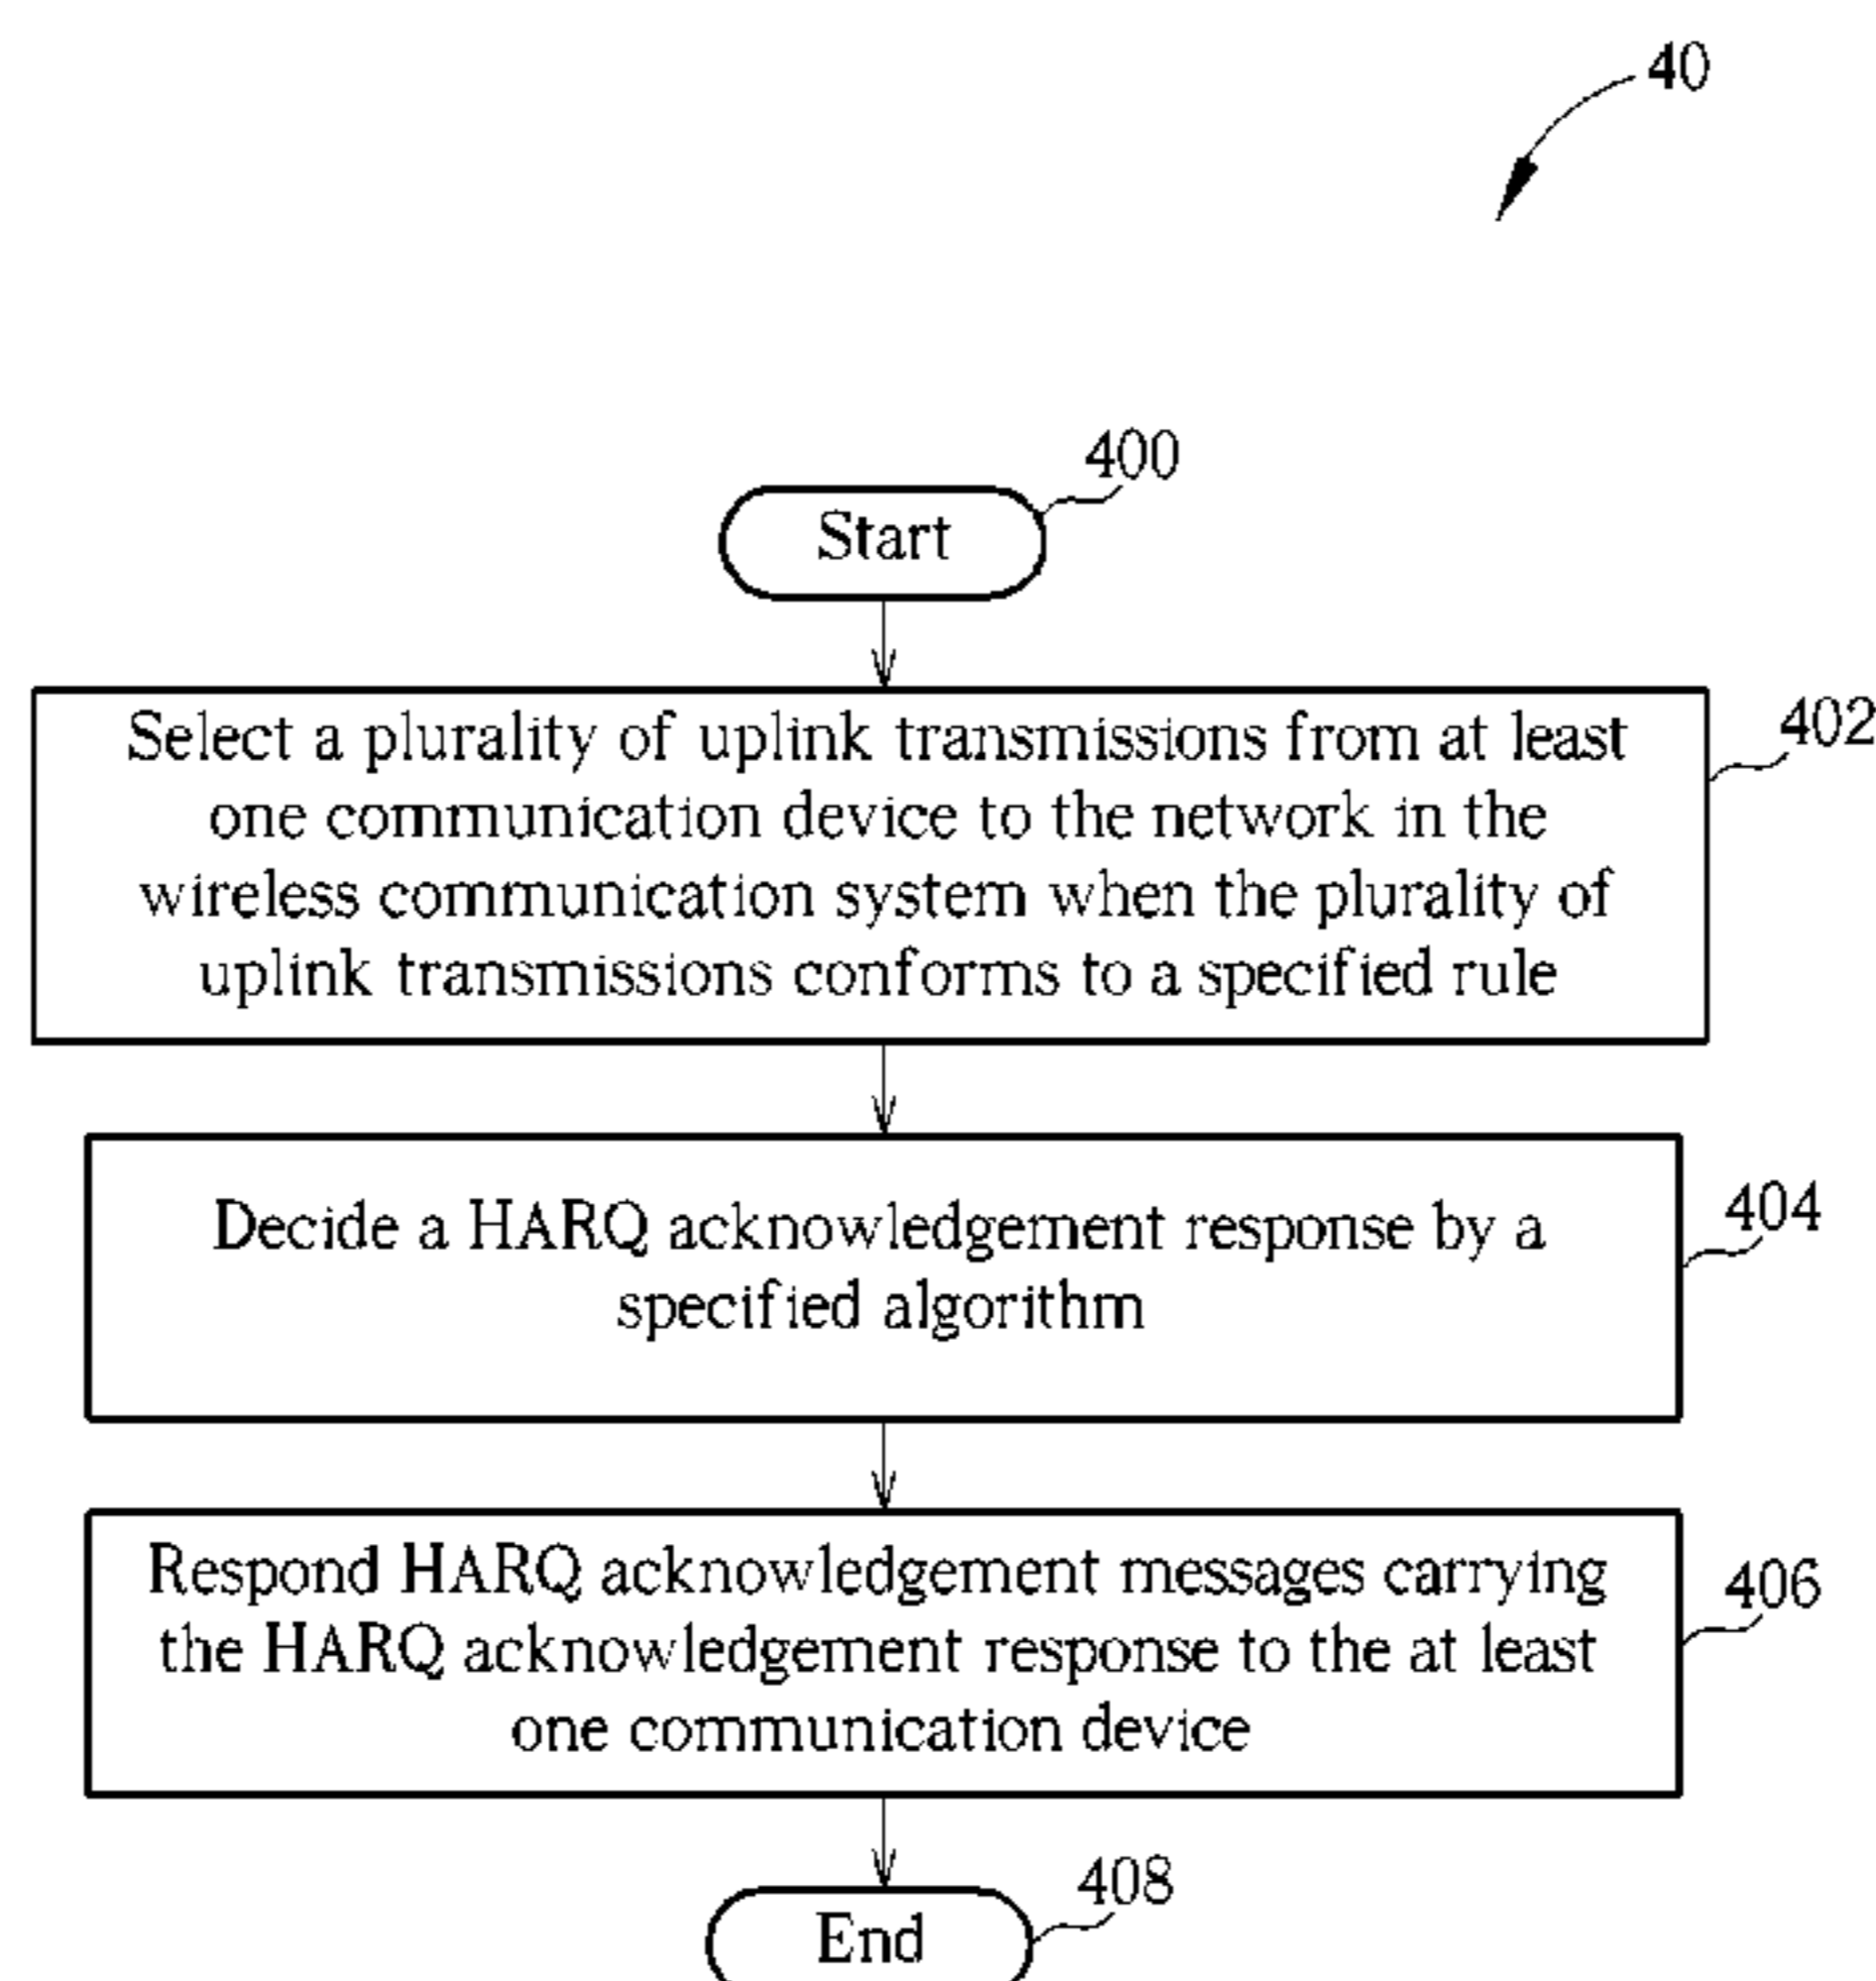 40
400
Start
402
Select a plurality of uplink transmissions from at least
one communication device to the network in the
wireless communication system when the plurality of
uplink transmissions conforms to a specified rule
404
Decide a HARQ acknowledgement response by a
specified algorithm
406
Respond HARQ acknowledgement messages carrying
the HARQ acknowledgement response to the at least
one communication device
408
End